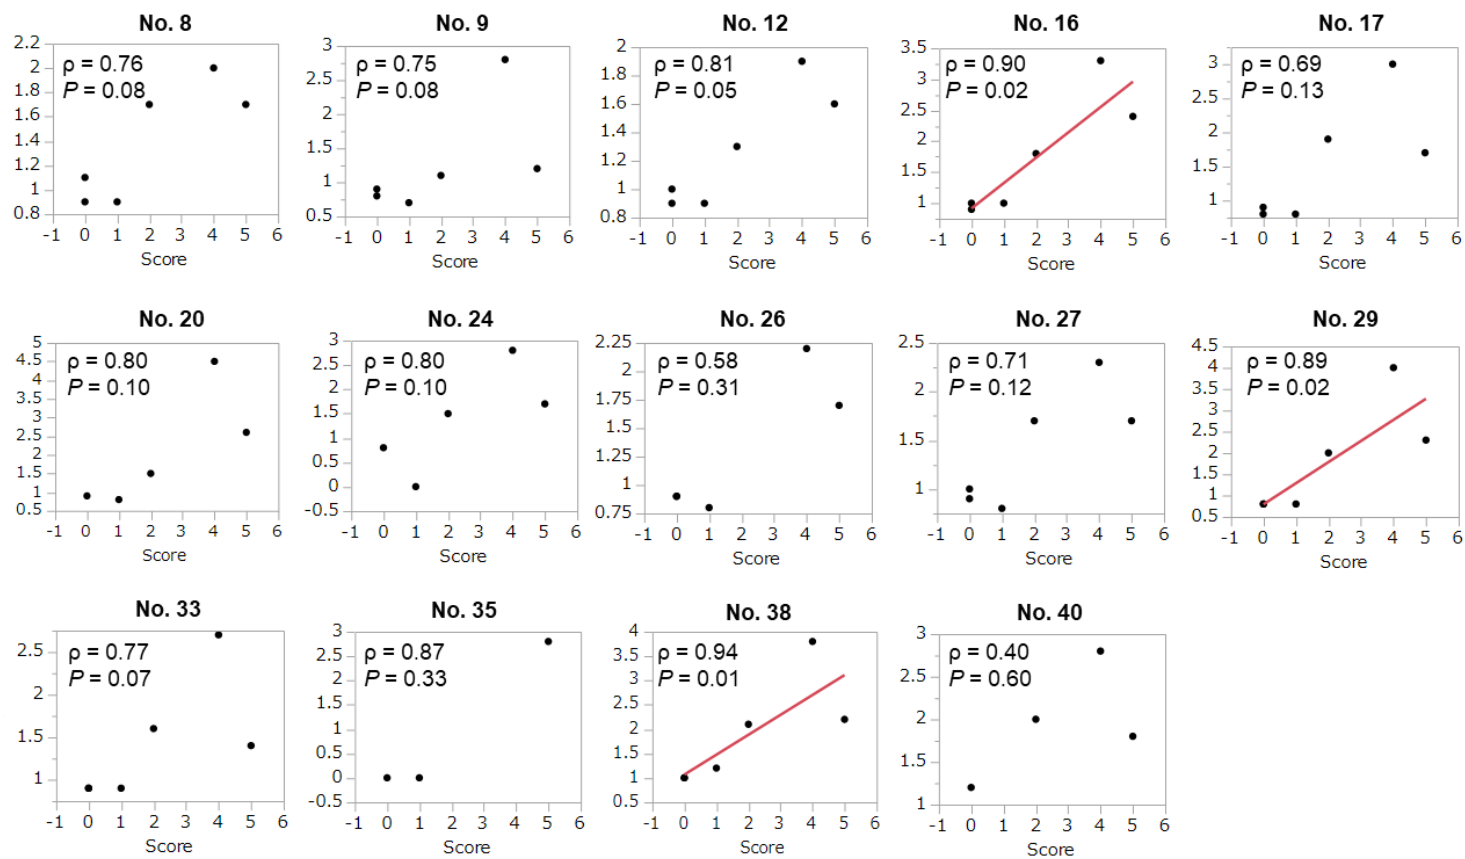 No. 8
ρ = 0.76
P = 0.08
2.2
2
1.8
1.6
1.4
1.2
1
0.8
-1 0 1 2 3 4 5 6
Score
No. 9
ρ = 0.75
P = 0.08
3
2.5
2
1.5
1
0.5
-1 0 1 2 3 4 5 6
Score
No. 12
ρ = 0.81
P = 0.05
2
1.8
1.6
1.4
1.2
1
0.8
-1 0 1 2 3 4 5 6
Score
No. 16
ρ = 0.90
P = 0.02
3.5
3
2.5
2
1.5
1
-1 0 1 2 3 4 5 6
Score
No. 17
ρ = 0.69
P = 0.13
3
2.5
2
1.5
1
-1 0 1 2 3 4 5 6
Score
No. 20
ρ = 0.80
P = 0.10
5
4.5
4
3.5
3
2.5
2
1.5
1
0.5
-1 0 1 2 3 4 5 6
Score
No. 24
ρ = 0.80
P = 0.10
3
2.5
2
1.5
1
0.5
0
-0.5
-1 0 1 2 3 4 5 6
Score
No. 26
ρ = 0.58
P = 0.31
2.25
2
1.75
1.5
1.25
1
0.75
-1 0 1 2 3 4 5 6
Score
No. 27
ρ = 0.71
P = 0.12
2.5
2
1.5
1
-1 0 1 2 3 4 5 6
Score
No. 29
ρ = 0.89
P = 0.02
4.5
4
3.5
3
2.5
2
1.5
1
0.5
-1 0 1 2 3 4 5 6
Score
No. 33
ρ = 0.77
P = 0.07
2.5
2
1.5
1
-1 0 1 2 3 4 5 6
Score
No. 35
ρ = 0.87
P = 0.33
3
2.5
2
1.5
1
0.5
0
-0.5
-1 0 1 2 3 4 5 6
Score
No. 38
ρ = 0.94
P = 0.01
4
3.5
3
2.5
2
1.5
1
0.5
-1 0 1 2 3 4 5 6
Score
No. 40
ρ = 0.40
P = 0.60
3
2.5
2
1.5
1
-1 0 1 2 3 4 5 6
Score